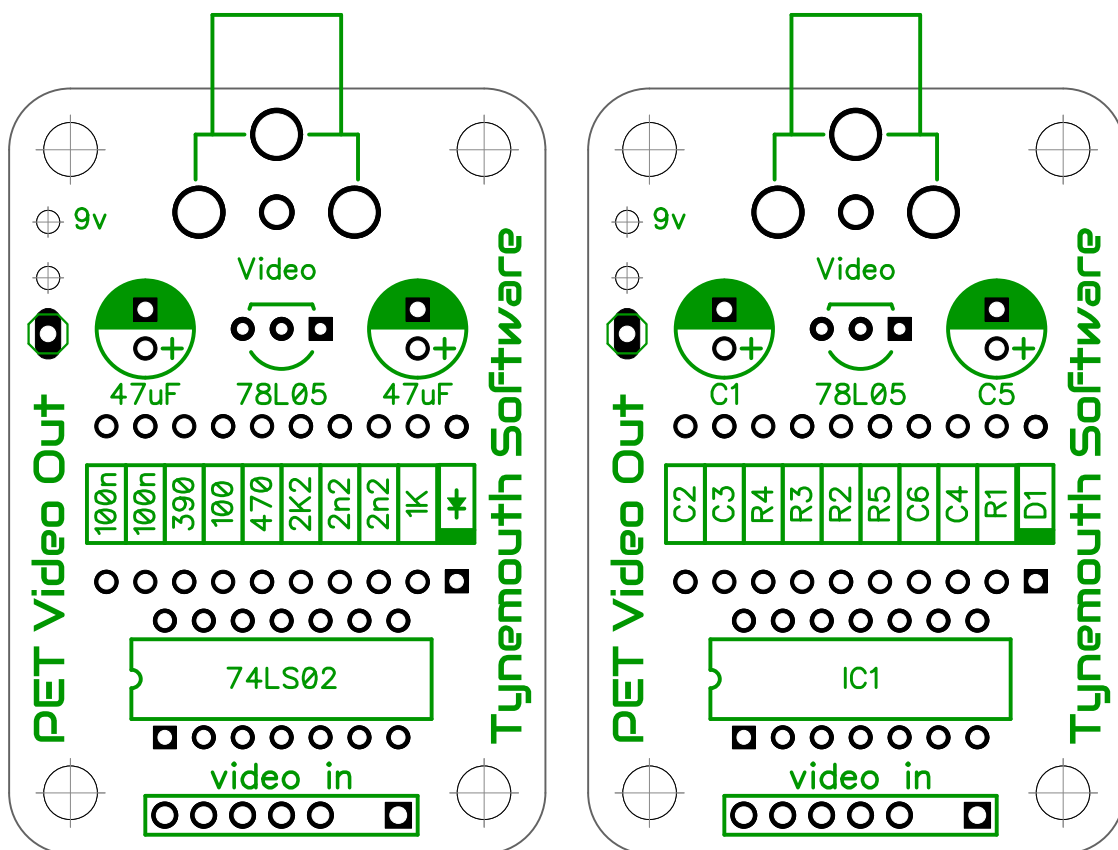 9v
Video
47uF
78L05
47uF
100n
100n
390
100
470
2K2
2n2
2n2
1K
74LS02
video in
PET Video Out
Tynemouth Software
9v
Video
C1
78L05
C5
C2
C3
R4
R3
R2
R5
C6
C4
R1
D1
IC1
video in
PET Video Out
Tynemouth Software